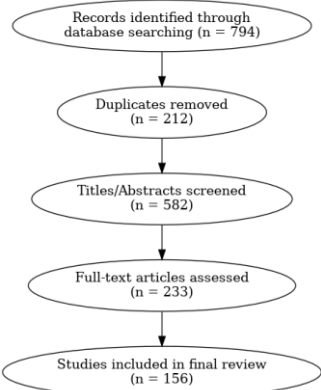 Records identified through
database searching (n = 794)
Duplicates removed
(n = 212)
Titles/Abstracts screened
(n = 582)
Full-text articles assessed
(n = 233)
Studies included in final review
(n = 156)